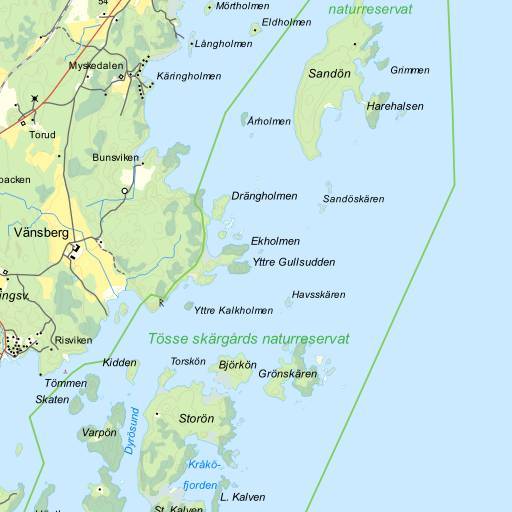 54
Mörtholmen
naturreservat
Eldholmen
Långholmen
Myskedalen
Käringholmen
Sandön
Grimmen
Harehalsen
Århholmen
Torud
Bunsviken
backen
Drängholmen
Sandöskären
Vänsberg
Ekholmen
Yttre Gullsudden
ingsv.
Havsskären
R
Yttre Kalkholmen
Risviken
Tösse skärgårds naturreservat
Kidden
Torskön
Björkön
Grönskären
Tömmen
Skaten
Storön
Dyrösund
Varpön
Kråkö-
fjorden
L. Kalven
St. Kalven